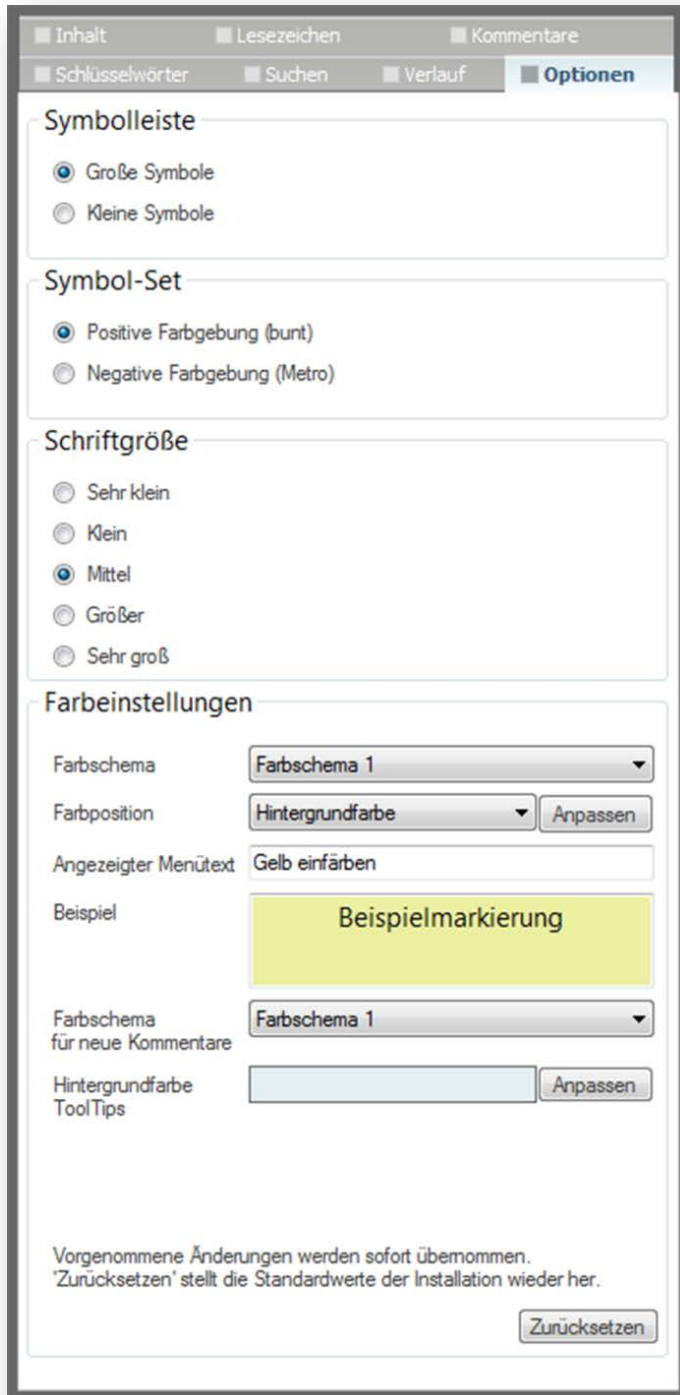 Inhalt Lesezeichen Kommentare
Schlüsselwörter Suchen Verlauf Optionen
Symbolleiste
Große Symbole
Kleine Symbole
Symbol-Set
Positive Farbgebung (bunt)
Negative Farbgebung (Metro)
Schriftgröße
Sehr klein
Klein
Mittel
Größer
Sehr groß
Farbeinstellungen
Farbschema Farbschema 1
Farbposition Hintergrundfarbe Anpassen
Angezeigter Menütext Gelb einfärben
Beispiel Beispielmarkierung
Farbschema
für neue Kommentare Farbschema 1
Hintergrundfarbe
ToolTips Anpassen
Vorgenommene Änderungen werden sofort übernommen.
'Zurücksetzen' stellt die Standardwerte der Installation wieder her.
Zurücksetzen